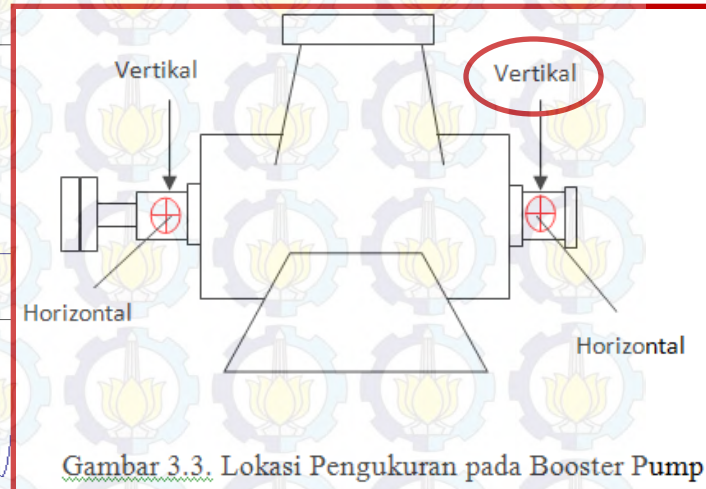 Vertikal
Vertikal
Horizontal
Horizontal
Gambar 3.3. Lokasi Pengukuran pada Booster Pump